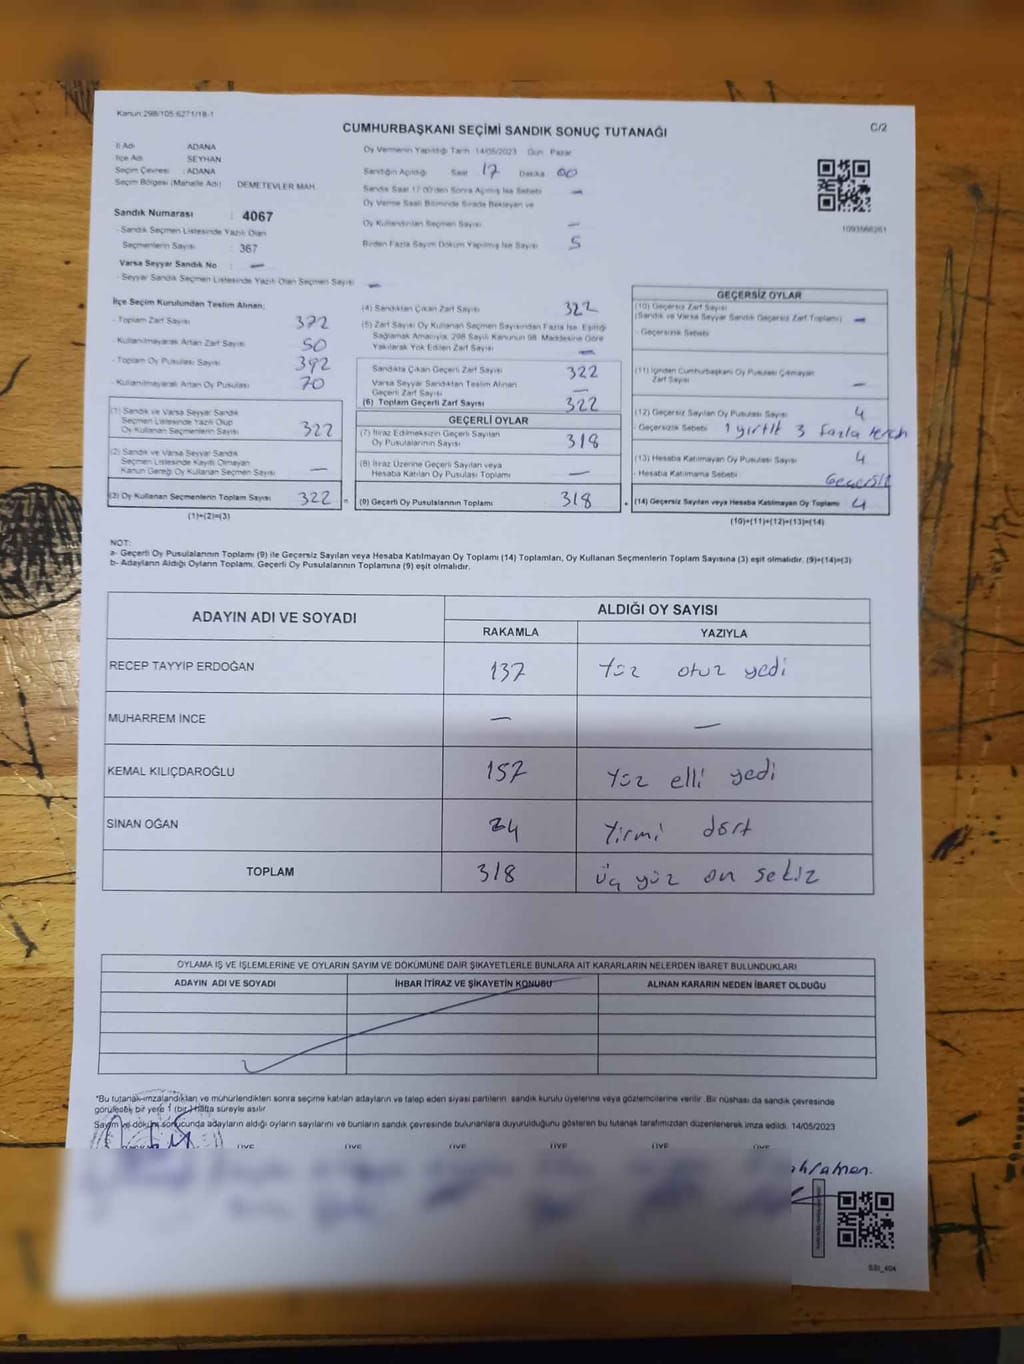 Kanun:298/105 6271/18-1
C/2
CUMHURBAŞKANI SEÇİMİ SANDIK SONUÇ TUTANAĞI
İl Adı ADANA
İlçe Adı SEYHAN
Seçim Çevresi : ADANA
Seçim Bölgesi (Mahalle Adı) DEMETEVLER MAH.
Sandık Numarası : 4067
- Sandık Seçmen Listesinde Yazılı Olan
Seçmenlerin Sayısı : 367
Varsa Seyyar Sandık No : —
- Seyyar Sandık Seçmen Listesinde Yazılı Olan Seçmen Sayısı —
Oy Vermenin Yapıldığı Tarih :14/05/2023 Gün : Pazar
Sandığın Açıldığı Saat 17 Dakika 00
Sandık Saat 17:00'den Sonra Açılmış İse Sebebi —
Oy Verme Saati Bitiminde Sırada Bekleyen ve
Oy Kullandırılan Seçmen Sayısı —
Birden Fazla Sayım Döküm Yapılmış İse Sayısı 5
1093566261
İlçe Seçim Kurulundan Teslim Alınan:
- Toplam Zarf Sayısı 372
- Kullanılmayarak Artan Zarf Sayısı 50
- Toplam Oy Pusulası Sayısı 392
- Kullanılmayarak Artan Oy Pusulası 70
(1) Sandık ve Varsa Seyyar Sandık
Seçmen Listesinde Yazılı Olup
Oy Kullanan Seçmenlerin Sayısı 322
(2) Sandık ve Varsa Seyyar Sandık
Seçmen Listesinde Kayıtlı Olmayan
Kanun Gereği Oy Kullanan Seçmen Sayısı —
(3) Oy Kullanan Seçmenlerin Toplam Sayısı 322
(1)+(2)=(3)
(4) Sandıktan Çıkan Zarf Sayısı 322
(5) Zarf Sayısı Oy Kullanan Seçmen Sayısından Fazla İse, Eşitliği
Sağlamak Amacıyla, 298 Sayılı Kanunun 98. Maddesine Göre
Yakılarak Yok Edilen Zarf Sayısı —
Sandıkta Çıkan Geçerli Zarf Sayısı 322
Varsa Seyyar Sandıktan Teslim Alınan
Geçerli Zarf Sayısı —
(6) Toplam Geçerli Zarf Sayısı 322
GEÇERLİ OYLAR
(7) İtiraz Edilmeksizin Geçerli Sayılan
Oy Pusulalarının Sayısı 318
(8) İtiraz Üzerine Geçerli Sayılan veya
Hesaba Katılan Oy Pusulası Toplamı —
= (9) Geçerli Oy Pusulalarının Toplamı 318 +
GEÇERSİZ OYLAR
(10) Geçersiz Zarf Sayısı
(Sandık ve Varsa Seyyar Sandık Geçersiz Zarf Toplamı) —
- Geçersizlik Sebebi
(11) İçinden Cumhurbaşkanı Oy Pusulası Çıkmayan
Zarf Sayısı —
(12) Geçersiz Sayılan Oy Pusulası Sayısı 4
- Geçersizlik Sebebi 1 yırtık 3 fazla tercih
(13) Hesaba Katılmayan Oy Pusulası Sayısı 4
- Hesaba Katılmama Sebebi Geçersiz
(14) Geçersiz Sayılan veya Hesaba Katılmayan Oy Toplamı 4
(10)+(11)+(12)+(13)=(14)
NOT:
a- Geçerli Oy Pusulalarının Toplamı (9) ile Geçersiz Sayılan veya Hesaba Katılmayan Oy Toplamı (14) Toplamları, Oy Kullanan Seçmenlerin Toplam Sayısına (3) eşit olmalıdır. (9)+(14)=(3)
b- Adayların Aldığı Oyların Toplamı, Geçerli Oy Pusulalarının Toplamına (9) eşit olmalıdır.
ADAYIN ADI VE SOYADI ALDIĞI OY SAYISI
RAKAMLA YAZIYLA
RECEP TAYYİP ERDOĞAN 137 Yüz otuz yedi
MUHARREM İNCE — —
KEMAL KILIÇDAROĞLU 157 Yüz elli yedi
SİNAN OĞAN 24 Yirmi dört
TOPLAM 318 üç yüz on sekiz
OYLAMA İŞ VE İŞLEMLERİNE VE OYLARIN SAYIM VE DÖKÜMÜNE DAİR ŞİKAYETLERLE BUNLARA AİT KARARLARIN NELERDEN İBARET BULUNDUKLARI
ADAYIN ADI VE SOYADI İHBAR İTİRAZ VE ŞİKAYETİN KONUSU ALINAN KARARIN NEDEN İBARET OLDUĞU
*Bu tutanak imzalandıktan ve mühürlendikten sonra seçime katılan adayların ve talep eden siyasi partilerin, sandık kurulu üyelerine veya gözlemcilerine verilir. Bir nüshası da sandık çevresinde
görülebilir bir yere 1 (bir) Hafta süreyle asılır
Sayım ve döküm sonucunda adayların aldığı oyların sayılarını ve bunların sandık çevresinde bulunanlara duyurulduğunu gösteren bu tutanak tarafımızdan düzenlenerek imza edildi. 14/05/2023
ÜYE ÜYE ÜYE ÜYE ÜYE
SSI_404